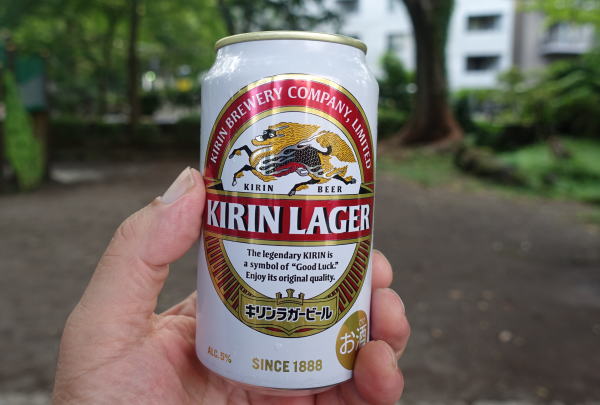 KIRIN BREWERY COMPANY, LIMITED
KIRIN BEER
KIRIN LAGER
The legendary KIRIN is
a symbol of "Good Luck."
Enjoy its original quality.
キリンラガービール
お酒
ALC. 5%
SINCE 1888